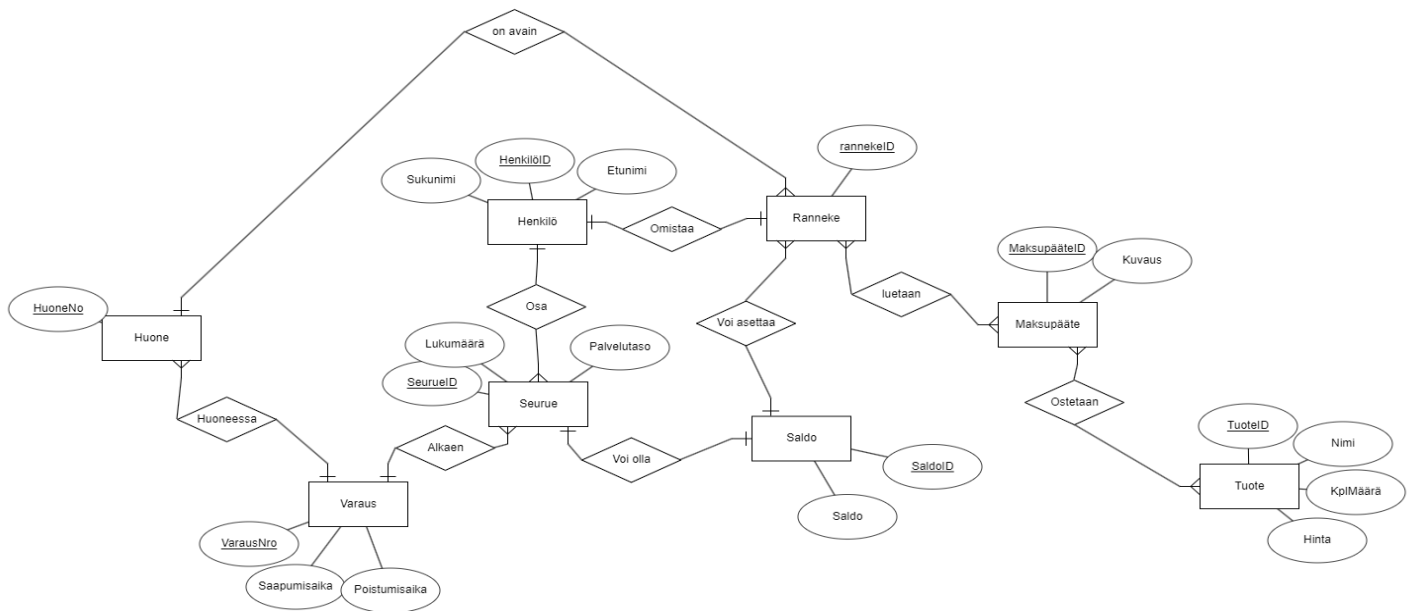 on avain
rannekeID
HenkilöID
Etunimi
Sukunimi
Henkilö
Omistaa
Ranneke
MaksupääteID
Kuvaus
luetaan
HuoneNo
Huone
Osa
Voi asettaa
Maksupääte
Lukumäärä
Palvelutaso
SeurueID
Seurue
Ostetaan
Huoneessa
Alkaen
Saldo
TuoteID
Nimi
Voi olla
SaldoID
Tuote
KplMäärä
Varaus
Saldo
Hinta
VarausNro
Saapumisaika
Poistumisaika